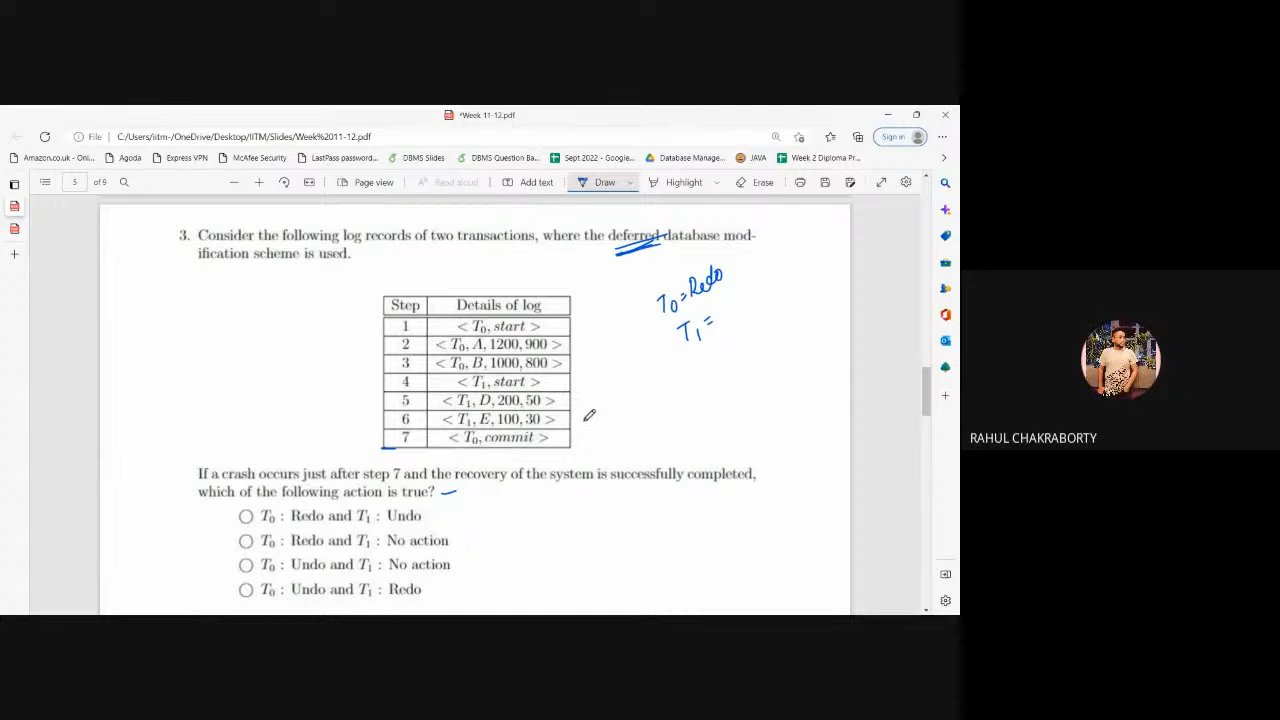 *Week 11-12.pdf
File C:/Users/iitm-/OneDrive/Desktop/IITM/Slides/Week%2011-12.pdf Sign in
Amazon.co.uk - Onl... Agoda Express VPN McAfee Security LastPass password... DBMS Slides DBMS Question Ba... Sept 2022 - Google... Database Manage... JAVA Week 2 Diploma Pr...
5 of 9 Page view Read aloud Add text Draw Highlight Erase
3. Consider the following log records of two transactions, where the deferred database mod-
ification scheme is used.
T0 = Redo
T1 =
Step Details of log
1 < T0, start >
2 < T0, A, 1200, 900 >
3 < T0, B, 1000, 800 >
4 < T1, start >
5 < T1, D, 200, 50 >
6 < T1, E, 100, 30 >
7 < T0, commit >
If a crash occurs just after step 7 and the recovery of the system is successfully completed,
which of the following action is true?
T0 : Redo and T1 : Undo
T0 : Redo and T1 : No action
T0 : Undo and T1 : No action
T0 : Undo and T1 : Redo
RAHUL CHAKRABORTY